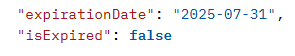 "expirationDate": "2025-07-31",
"isExpired": false